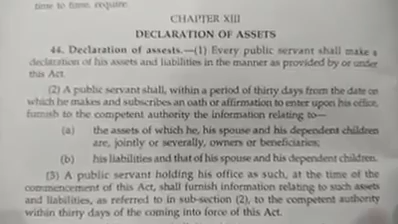 time to time, require.
CHAPTER XIII
DECLARATION OF ASSETS
44. Declaration of assests.—(1) Every public servant shall make a
declaration of his assets and liabilities in the manner as provided by or under
this Act.
(2) A public servant shall, within a period of thirty days from the date on
which he makes and subscribes an oath or affirmation to enter upon his office,
furnish to the competent authority the information relating to—
(a) the assets of which he, his spouse and his dependent children
are, jointly or severally, owners or beneficiaries;
(b) his liabilities and that of his spouse and his dependent children.
(3) A public servant holding his office as such, at the time of the
commencement of this Act, shall furnish information relating to such assets
and liabilities, as referred to in sub-section (2), to the competent authority
within thirty days of the coming into force of this Act.